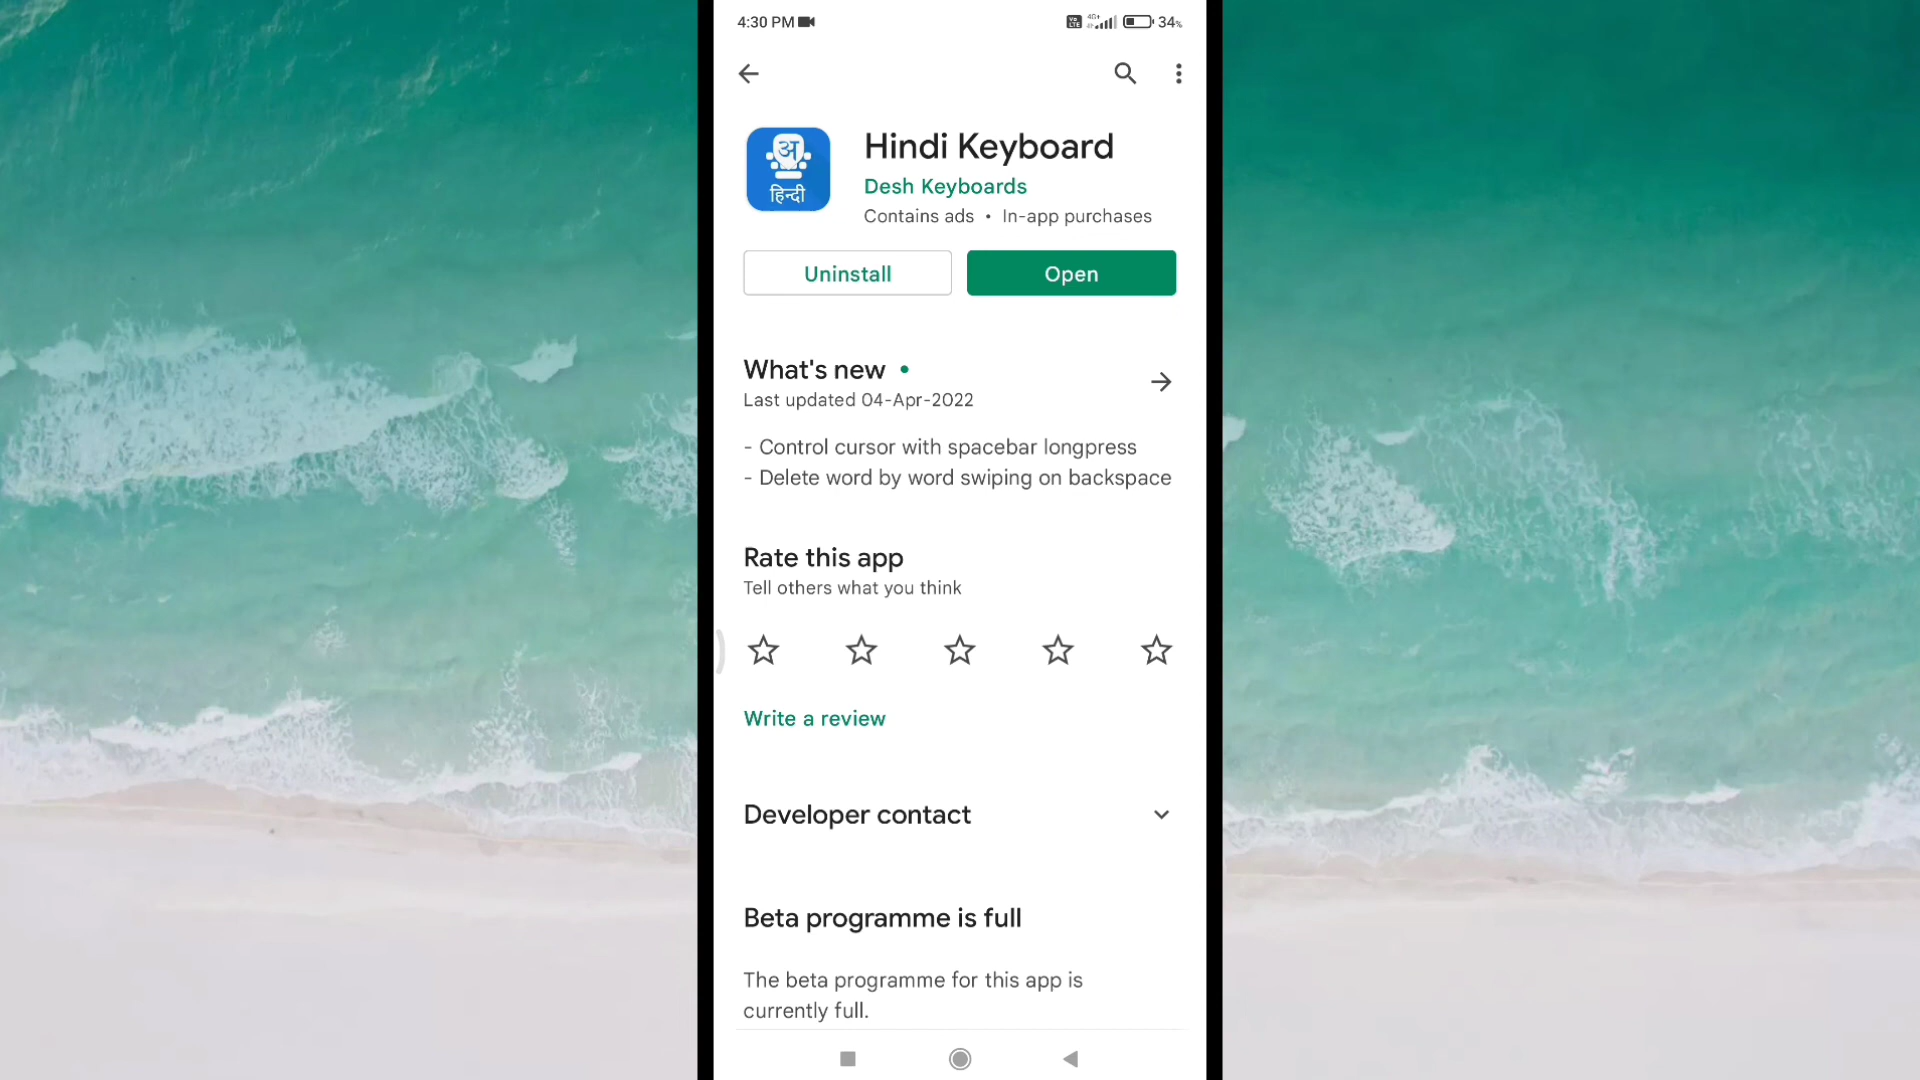 4:30 PM
Vo LTE 4G+ 34%
अ
हिन्दी
Hindi Keyboard
Desh Keyboards
Contains ads • In-app purchases
Uninstall
Open
What's new •
Last updated 04-Apr-2022
- Control cursor with spacebar longpress
- Delete word by word swiping on backspace
Rate this app
Tell others what you think
Write a review
Developer contact
Beta programme is full
The beta programme for this app is
currently full.